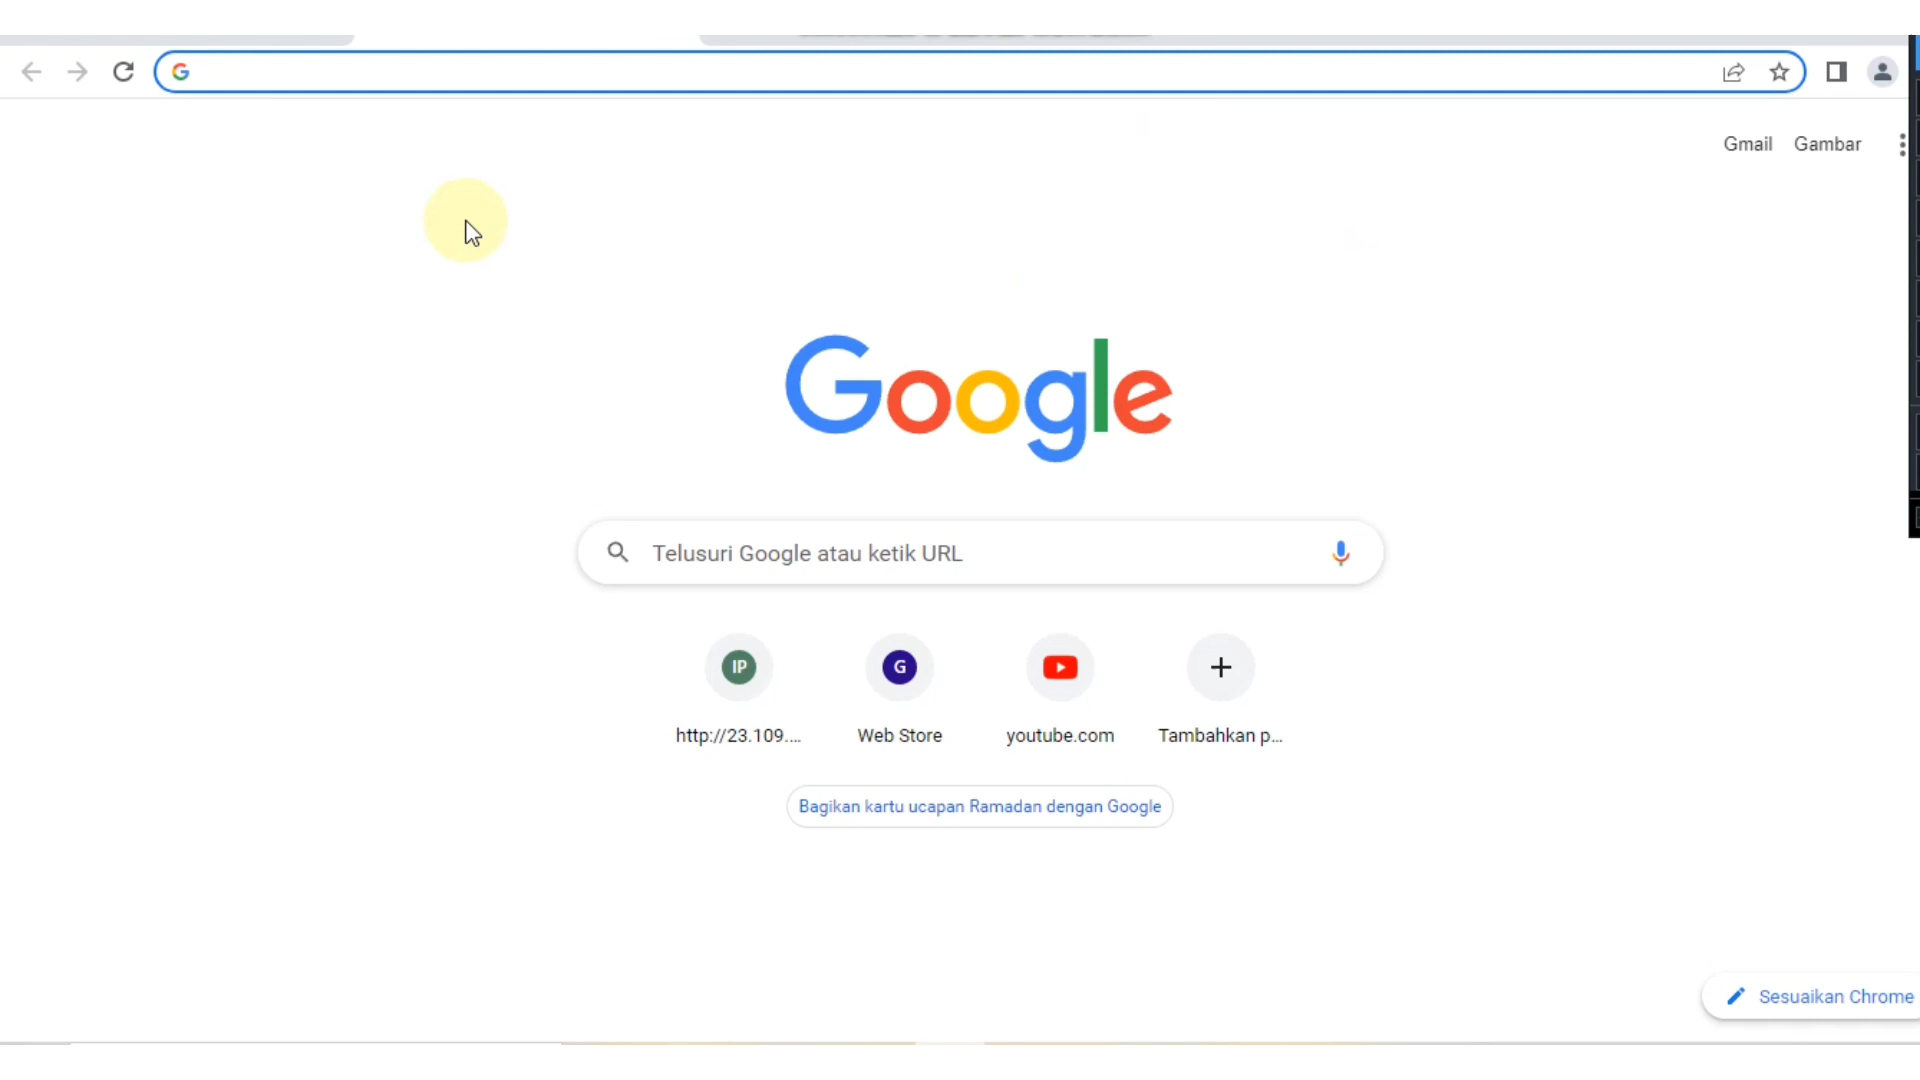 Gmail Gambar
Google
Telusuri Google atau ketik URL
IP
G
http://23.109....
Web Store
youtube.com
Tambahkan p...
Bagikan kartu ucapan Ramadan dengan Google
Sesuaikan Chrome